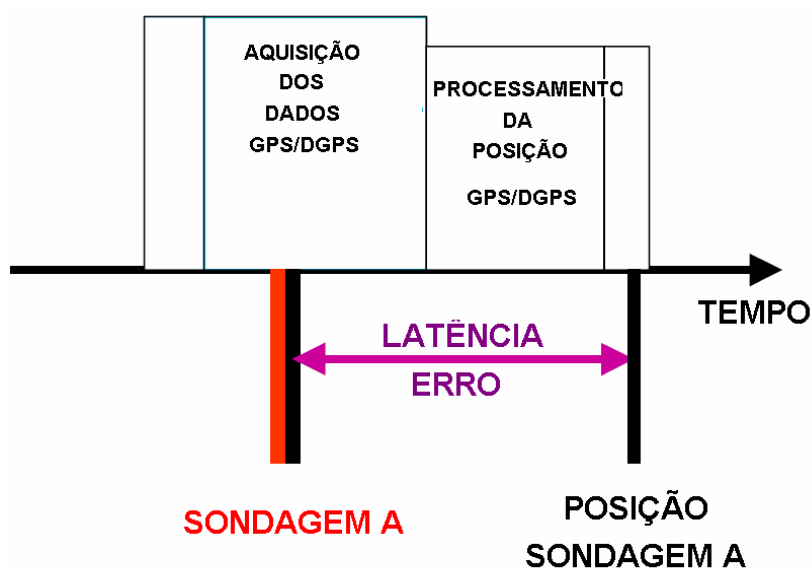 AQUISIÇÃO
DOS
DADOS
GPS/DGPS
PROCESSAMENTO
DA
POSIÇÃO
GPS/DGPS
TEMPO
LATÊNCIA
ERRO
SONDAGEM A
POSIÇÃO
SONDAGEM A